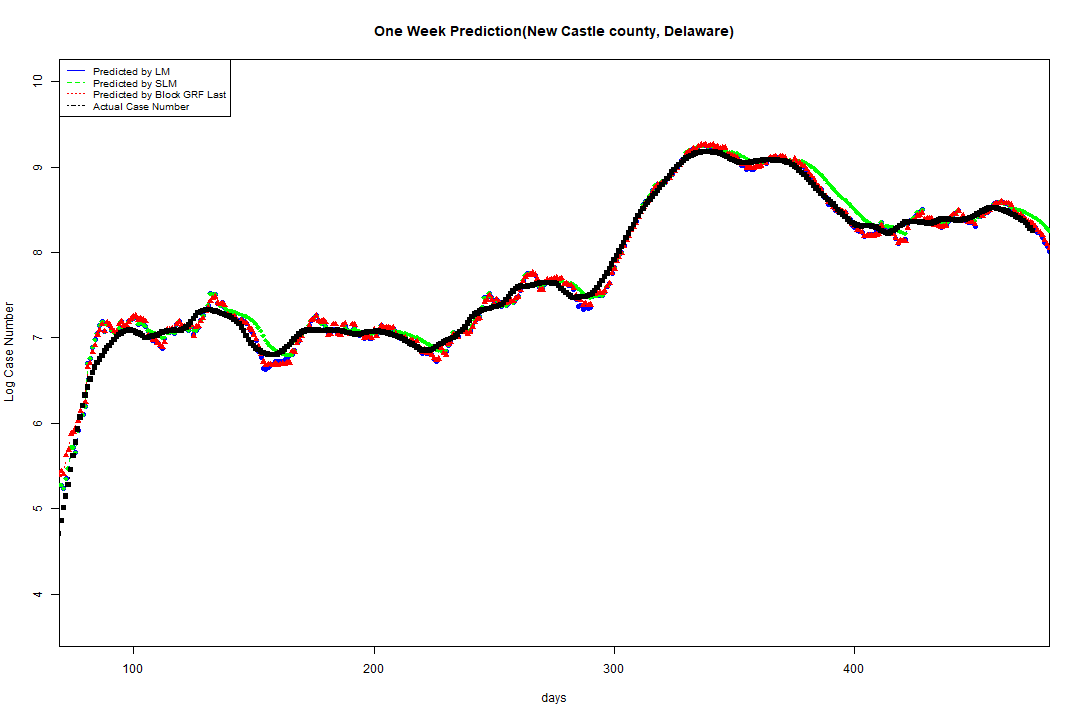 One Week Prediction(New Castle county, Delaware)
Predicted by LM
Predicted by SLM
Predicted by Block GRF Last
Actual Case Number
10
9
8
7
6
5
4
Log Case Number
100 200 300 400
days